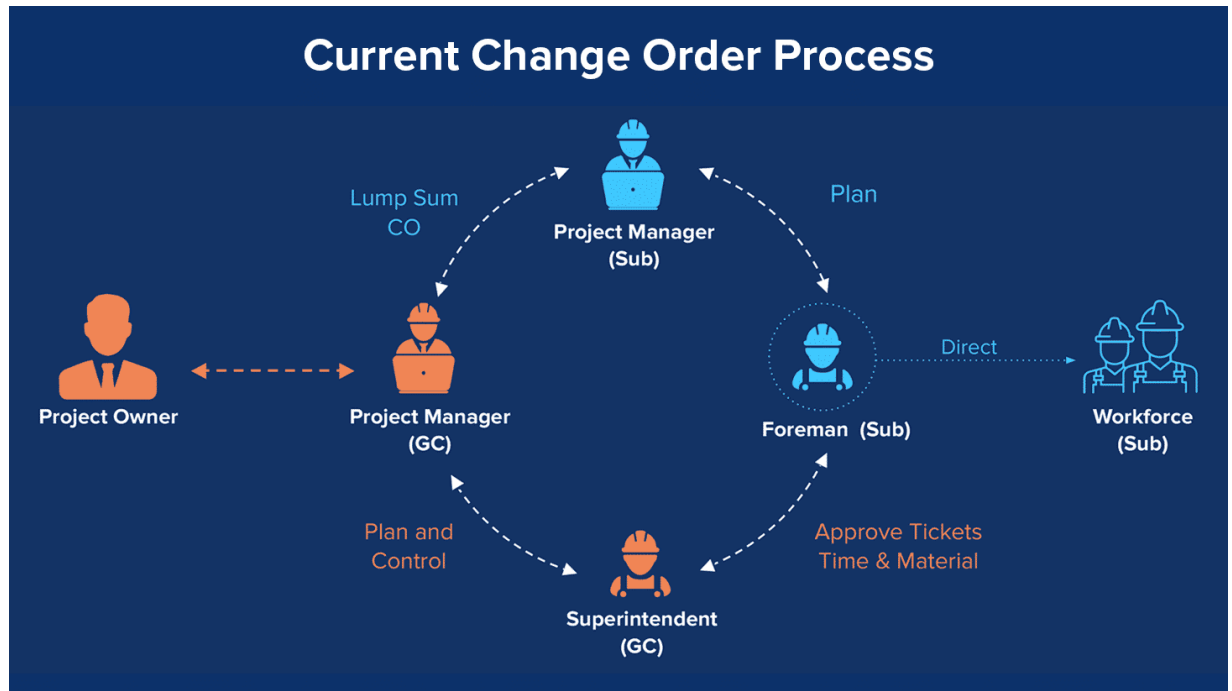 Current Change Order Process
Lump Sum
CO
Project Manager
(Sub)
Plan
Project Owner
Project Manager
(GC)
Foreman (Sub)
Direct
Workforce
(Sub)
Plan and
Control
Approve Tickets
Time & Material
Superintendent
(GC)